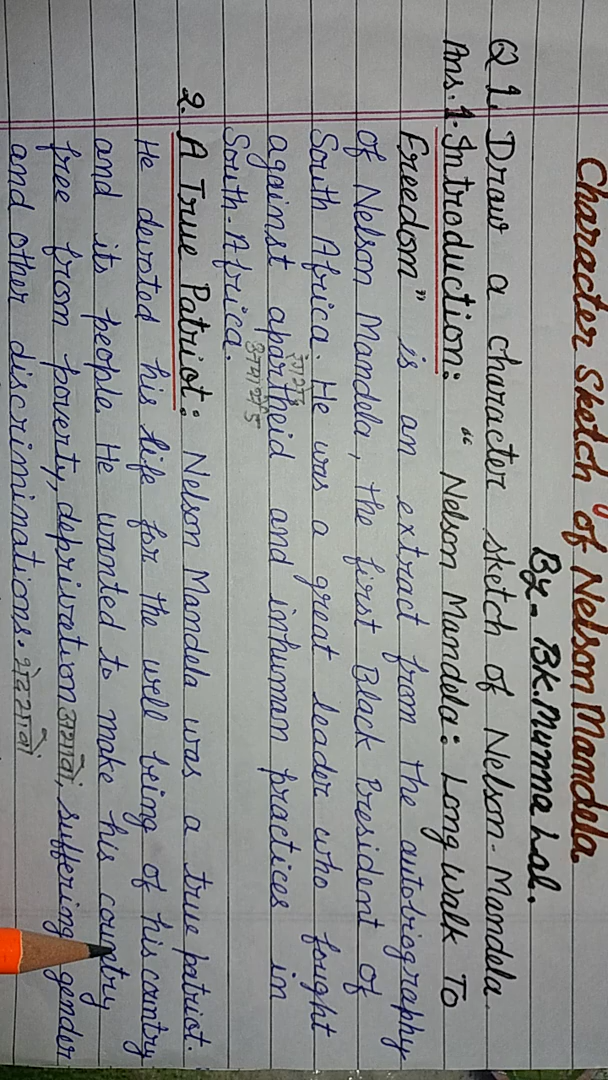 Character Sketch of Nelson Mandela
By- Bk. Munna Lal.
Q 1. Draw a character sketch of Nelson- Mandela.
Ans. 1. Introduction: " Nelson Mandela: Long Walk To
Freedom" is an extract from the autobiography
of Nelson Mandela, the first Black President of
South Africa. He was a great leader who fought
रंगभेद
against apartheid and inhuman practices in
अपार्थेड
South-Africa.
2. A True Patriot: Nelson Mandela was a true patriot.
He devoted his life for the well being of his country
and its people. He wanted to make his country
free from poverty, deprivation अभावों, suffering, gender
and other discriminations. भेदभावों